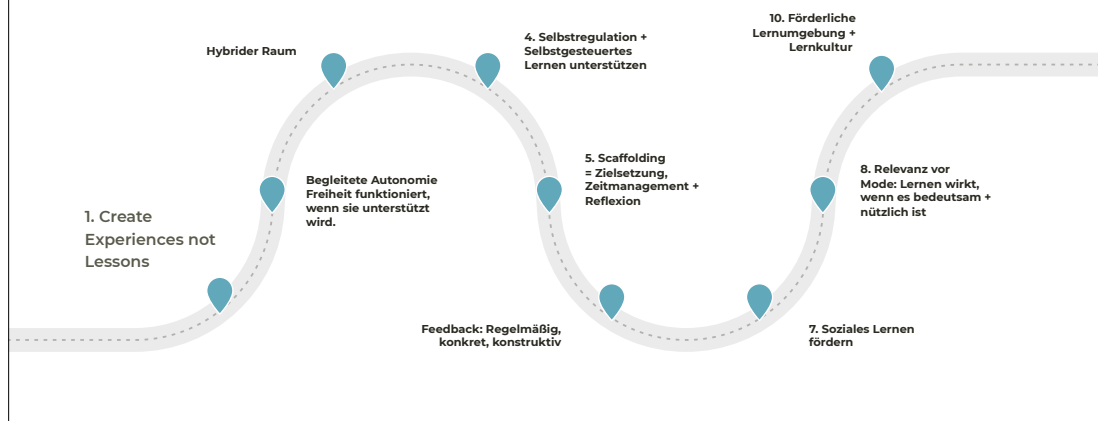 1. Create
Experiences not
Lessons
Begleitete Autonomie
Freiheit funktioniert,
wenn sie unterstützt
wird.
Hybrider Raum
4. Selbstregulation +
Selbstgesteuertes
Lernen unterstützen
5. Scaffolding
= Zielsetzung,
Zeitmanagement +
Reflexion
Feedback: Regelmäßig,
konkret, konstruktiv
7. Soziales Lernen
fördern
8. Relevanz vor
Mode: Lernen wirkt,
wenn es bedeutsam +
nützlich ist
10. Förderliche
Lernumgebung +
Lernkultur